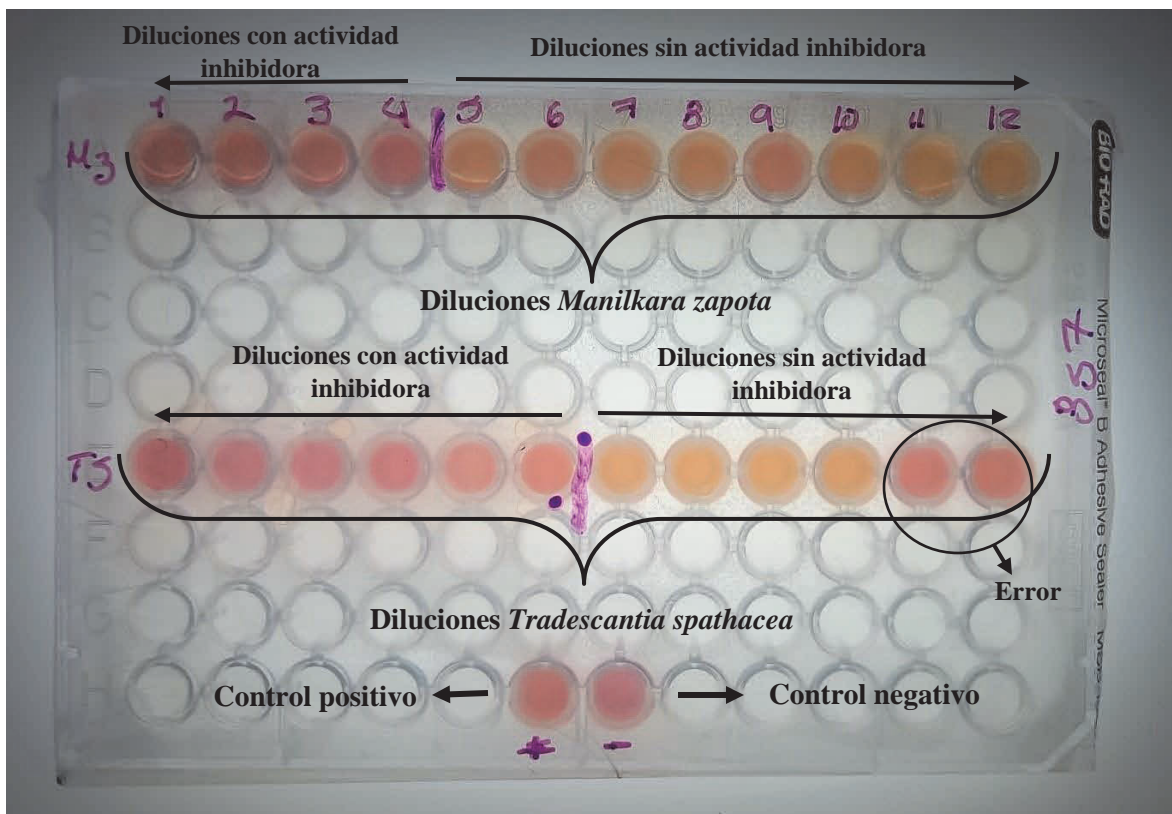 Diluciones con actividad
inhibidora
Diluciones sin actividad inhibidora
1 2 3 4 5 6 7 8 9 10 11 12
M3
BIO RAD
B
Diluciones Manilkara zapota
C
Diluciones con actividad
inhibidora
Diluciones sin actividad
inhibidora
D
857
Microseal® B Adhesive Sealer
TS
F
Error
G
Diluciones Tradescantia spathacea
H
Control positivo
Control negativo
+ -